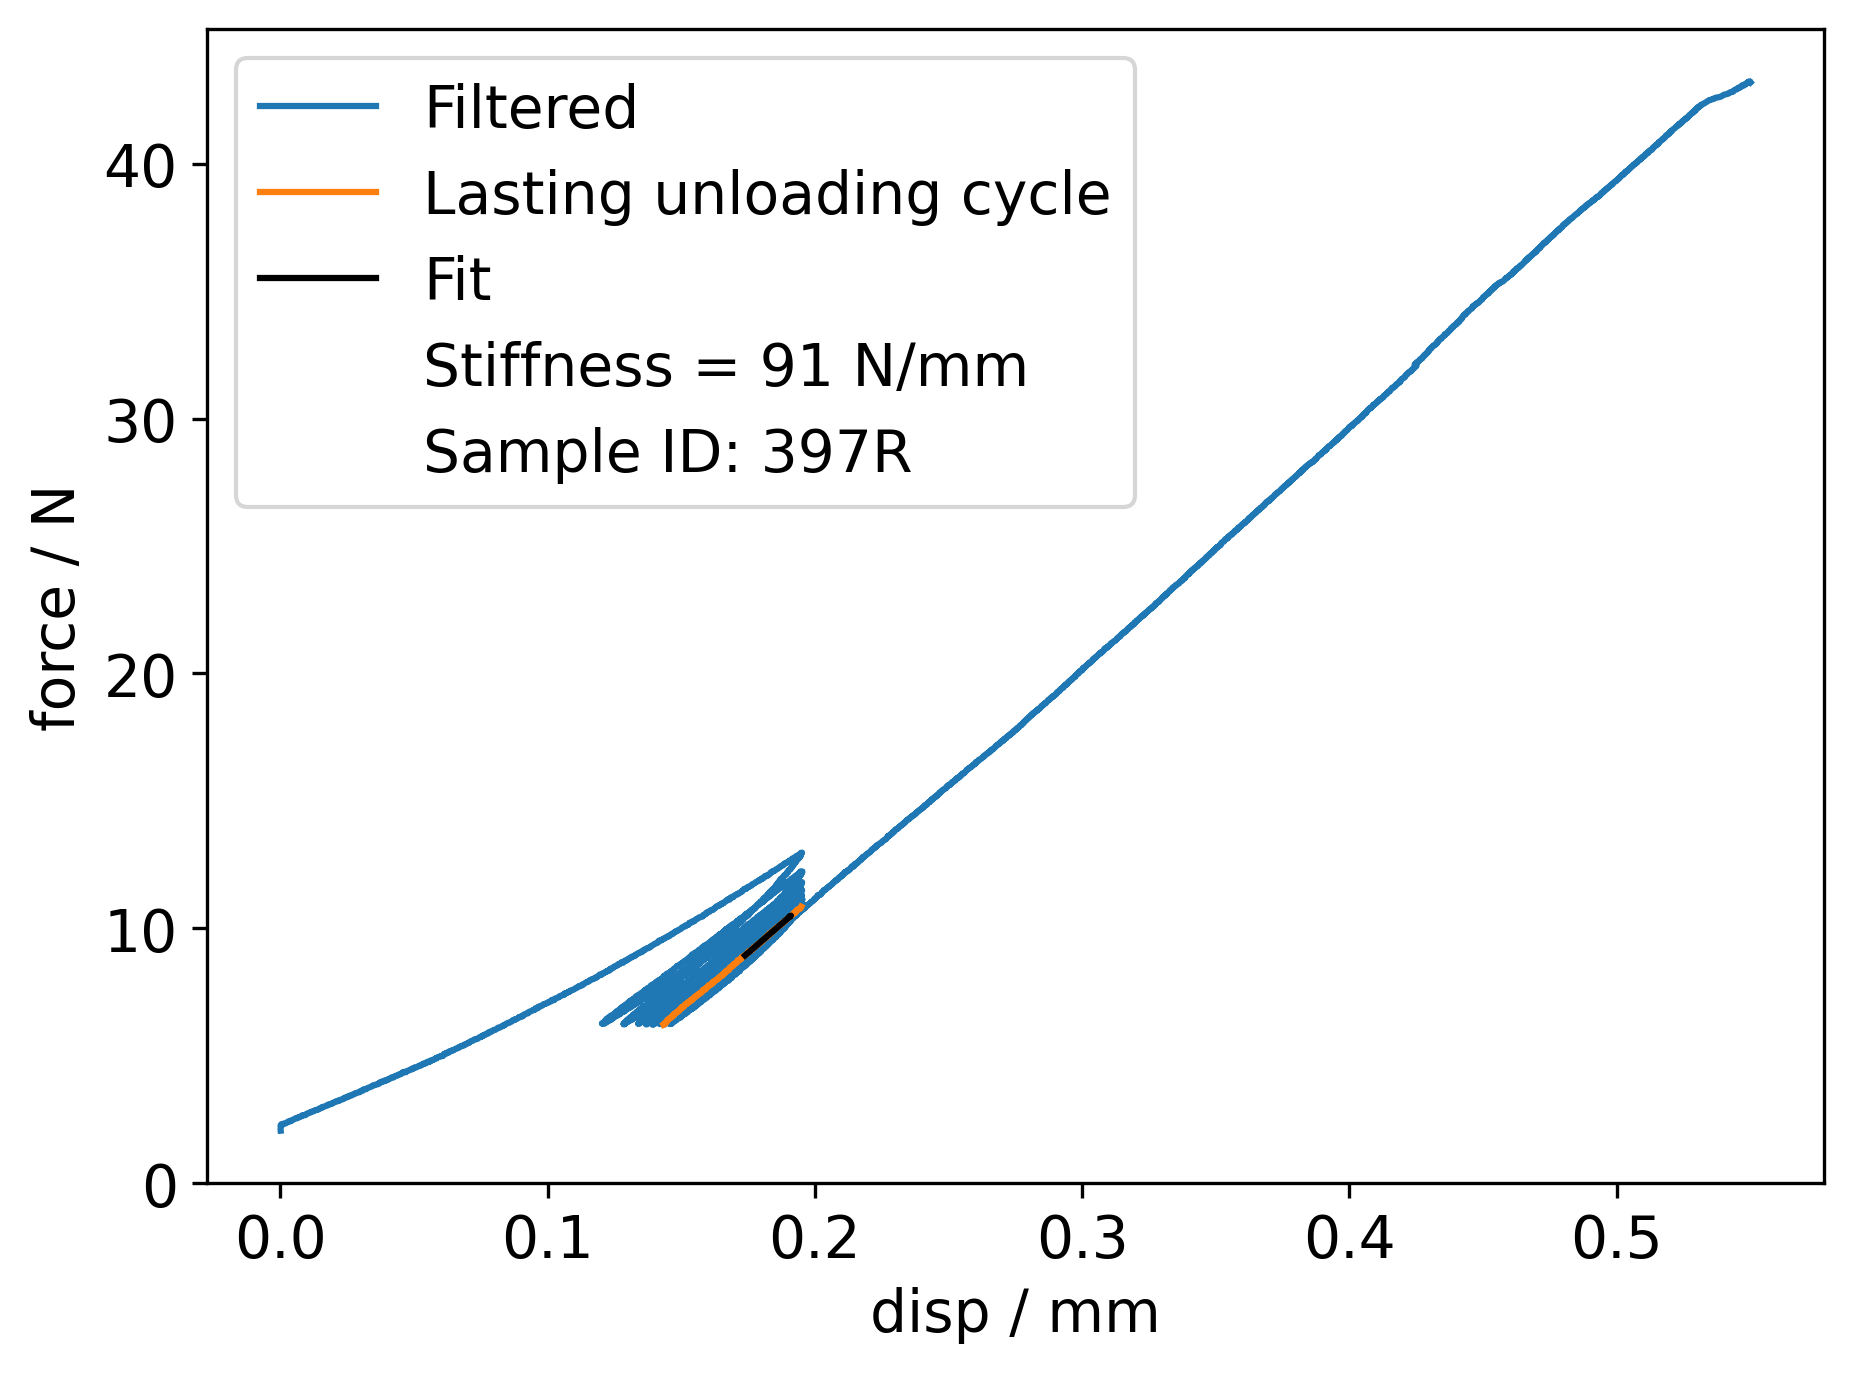 Filtered
Lasting unloading cycle
Fit
Stiffness = 91 N/mm
Sample ID: 397R
40
30
20
10
0
force / N
0.0 0.1 0.2 0.3 0.4 0.5
disp / mm